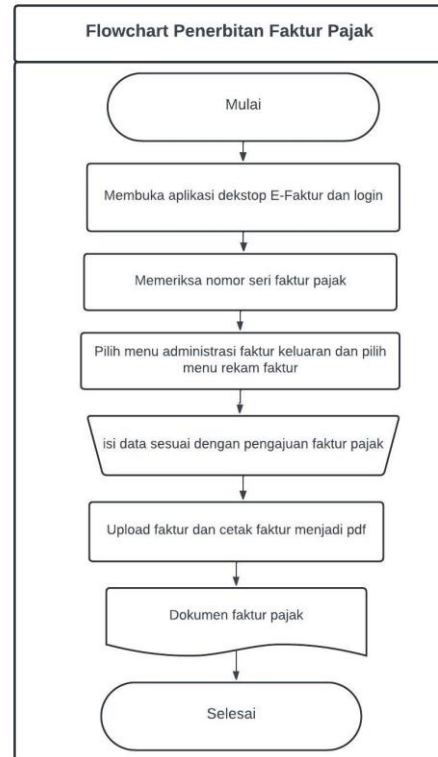 Flowchart Penerbitan Faktur Pajak
Mulai
Membuka aplikasi dekstop E-Faktur dan login
Memeriksa nomor seri faktur pajak
Pilih menu administrasi faktur keluaran dan pilih
menu rekam faktur
isi data sesuai dengan pengajuan faktur pajak
Upload faktur dan cetak faktur menjadi pdf
Dokumen faktur pajak
Selesai